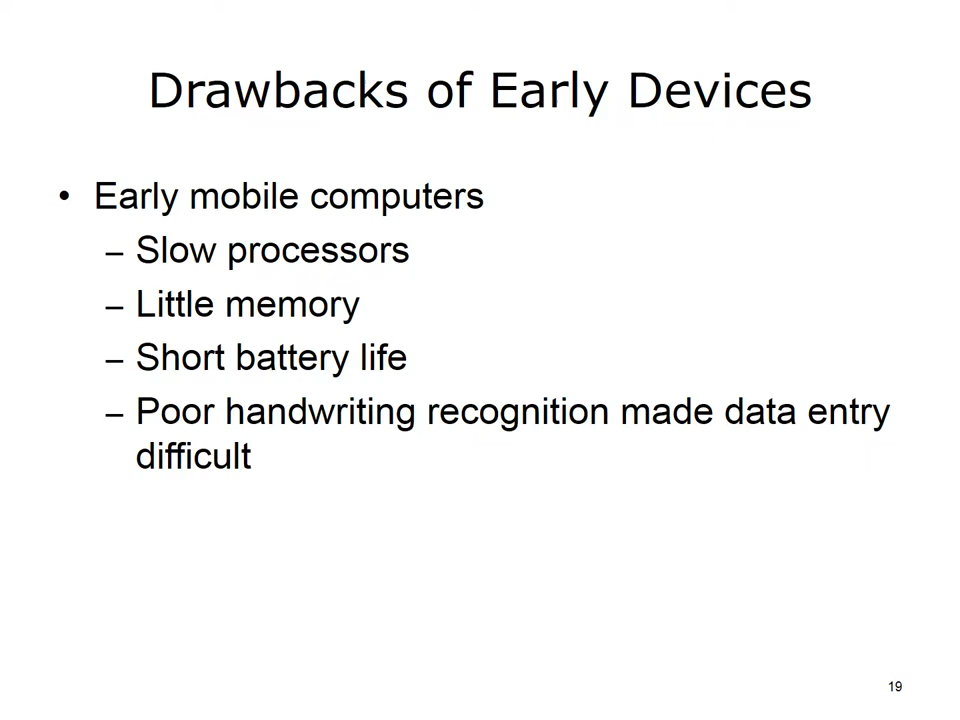 Drawbacks of Early Devices
• Early mobile computers
– Slow processors
– Little memory
– Short battery life
– Poor handwriting recognition made data entry
difficult
19